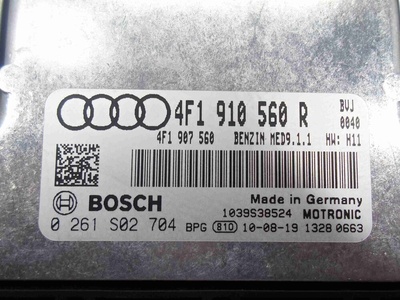 4F1 910 560 R BVJ
0040
4F1 907 560 BENZIN MED9.1.1 HW: H11
BOSCH Made in Germany
1039S38524 MOTRONIC
0 261 S02 704 BPG 810 10-08-19 1328 0663